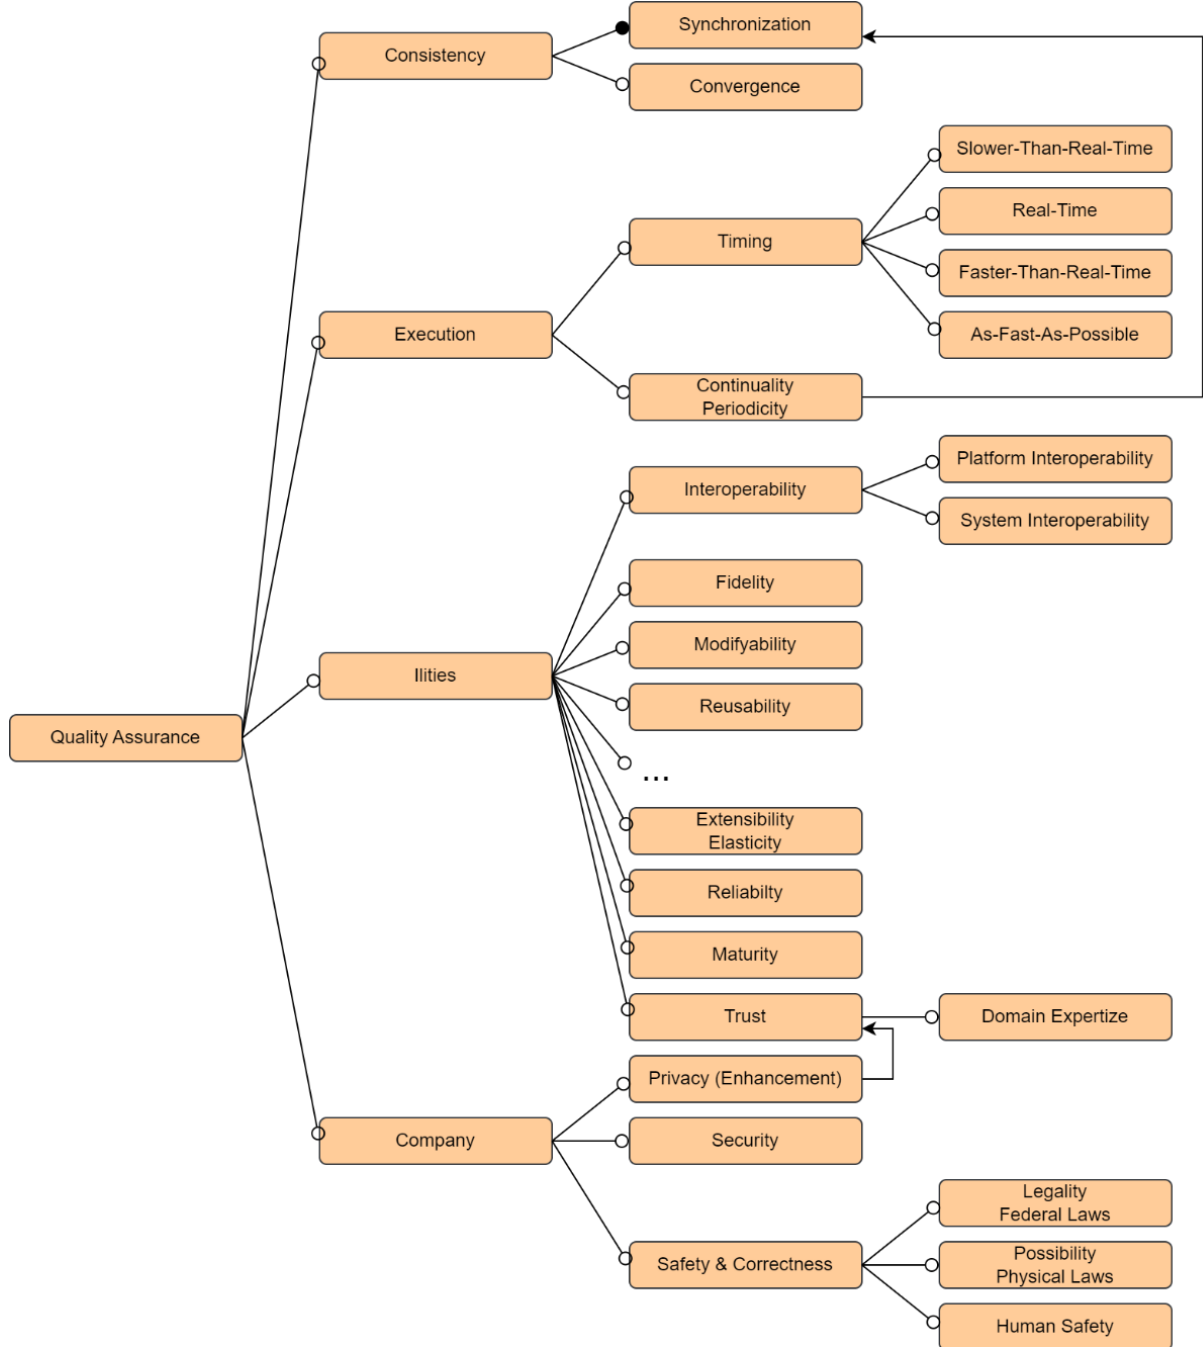 Synchronization
Consistency
Convergence
Slower-Than-Real-Time
Real-Time
Timing
Faster-Than-Real-Time
Execution
As-Fast-As-Possible
Continuality
Periodicity
Platform Interoperability
Interoperability
System Interoperability
Fidelity
Modifyability
Ilities
Reusability
Quality Assurance
...
Extensibility
Elasticity
Reliabilty
Maturity
Trust
Domain Expertize
Privacy (Enhancement)
Company
Security
Legality
Federal Laws
Safety & Correctness
Possibility
Physical Laws
Human Safety